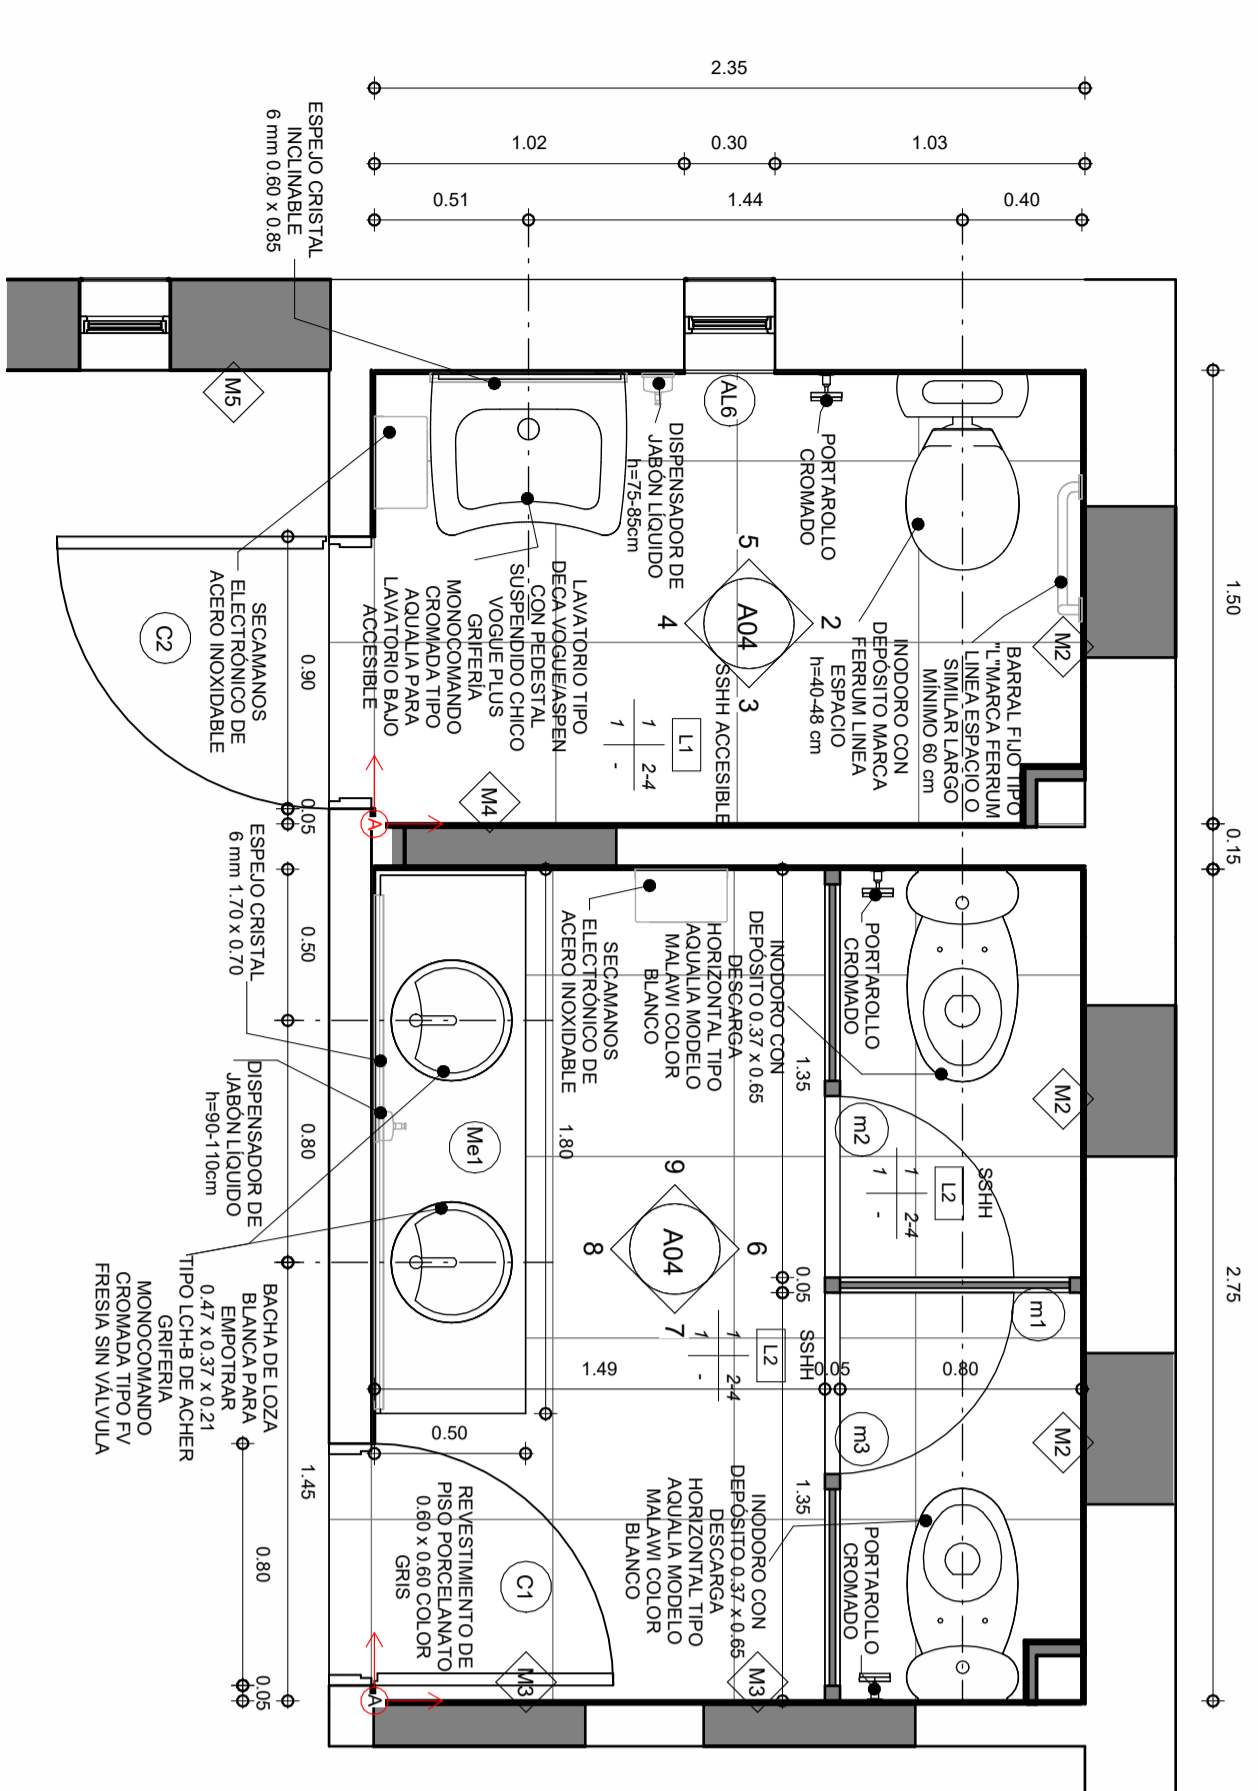 2.35
1.02
0.30
1.03
0.51
1.44
0.40
ESPEJO CRISTAL
INCLINABLE
6 mm 0.60 x 0.85
M5
AL6
DISPENSADOR DE
JABÓN LÍQUIDO
h=75-85cm
PORTAROLLO
CROMADO
1.50
M2
BARRAL FIJO TIPO
"L"MARCA FERRUM
LINEA ESPACIO O
SIMILAR LARGO
MÍNIMO 60 cm
INODORO CON
DEPÓSITO MARCA
FERRUM LINEA
ESPACIO
h=40-48 cm
5
4
A04
2
3
SSHH ACCESIBLE
L1
1
2-4
1
-
LAVATORIO TIPO
DECA VOGUE/ASPEN
CON PEDESTAL
SUSPENDIDO CHICO
VOGUE PLUS
GRIFERÍA
MONOCOMANDO
CROMADA TIPO
AQUALIA PARA
LAVATORIO BAJO
ACCESIBLE
C2
SECAMANOS
ELECTRÓNICO DE
ACERO INOXIDABLE
0.90
0.05
M4
A
0.15
ESPEJO CRISTAL
6 mm 1.70 x 0.70
0.50
SECAMANOS
ELECTRÓNICO DE
ACERO INOXIDABLE
INODORO CON
DEPÓSITO 0.37 x 0.65
DESCARGA
HORIZONTAL TIPO
AQUALIA MODELO
MALAWI COLOR
BLANCO
PORTAROLLO
CROMADO
1.35
M2
m2
DISPENSADOR DE
JABÓN LÍQUIDO
h=90-110cm
0.80
Me1
1.80
SSHH
L2
1
2-4
1
-
9
8
A04
6
7
0.05
2.75
m1
SSHH
L2
1
2-4
1
-
BACHA DE LOZA
BLANCA PARA
EMPOTRAR
0.47 x 0.37 x 0.21
TIPO LCH-B DE ACHER
GRIFERIA
MONOCOMANDO
CROMADA TIPO FV
FRESIA SIN VÁLVULA
1.49
0.05
0.80
0.50
m3
M2
1.45
REVESTIMIENTO DE
PISO PORCELANATO
0.60 x 0.60 COLOR
GRIS
INODORO CON
DEPÓSITO 0.37 x 0.65
DESCARGA
HORIZONTAL TIPO
AQUALIA MODELO
MALAWI COLOR
BLANCO
1.35
PORTAROLLO
CROMADO
0.80
C1
0.05
M3
M3
A